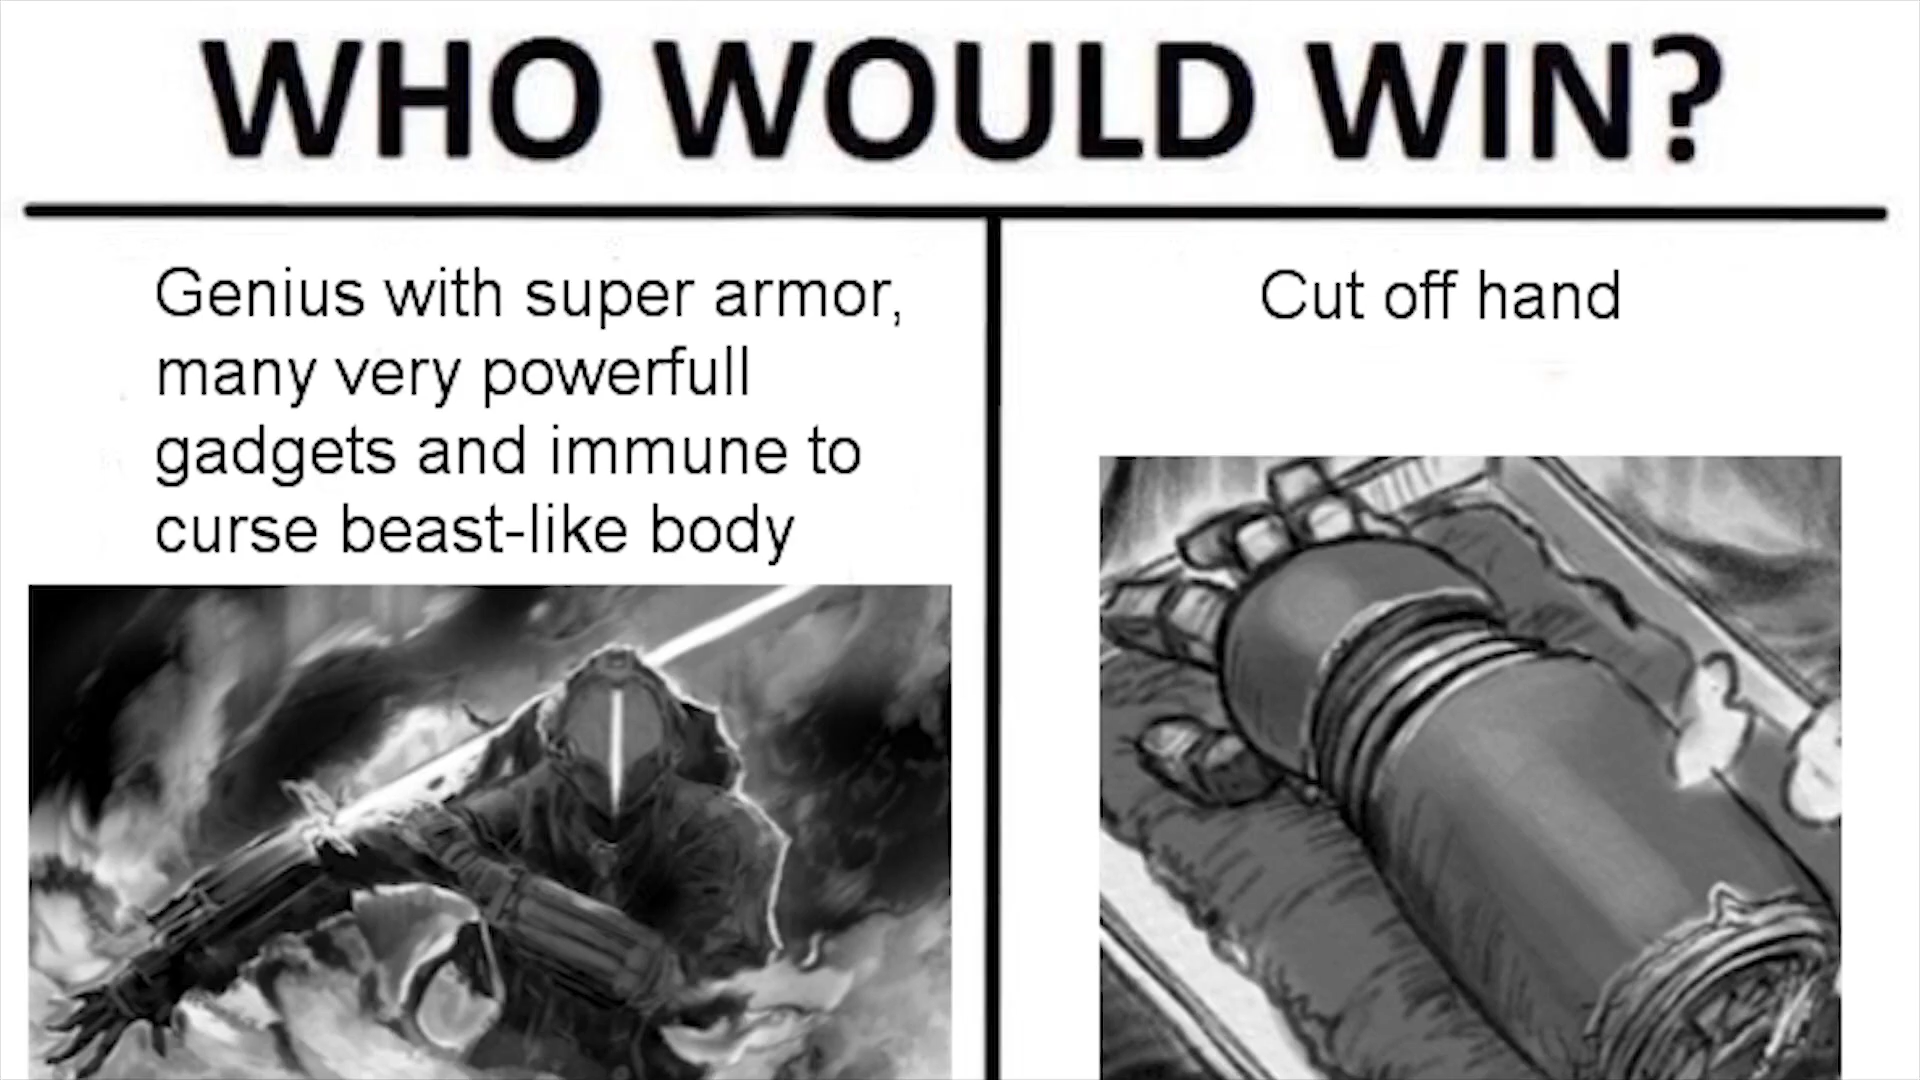 WHO WOULD WIN?
Genius with super armor,
many very powerfull
gadgets and immune to
curse beast-like body
Cut off hand